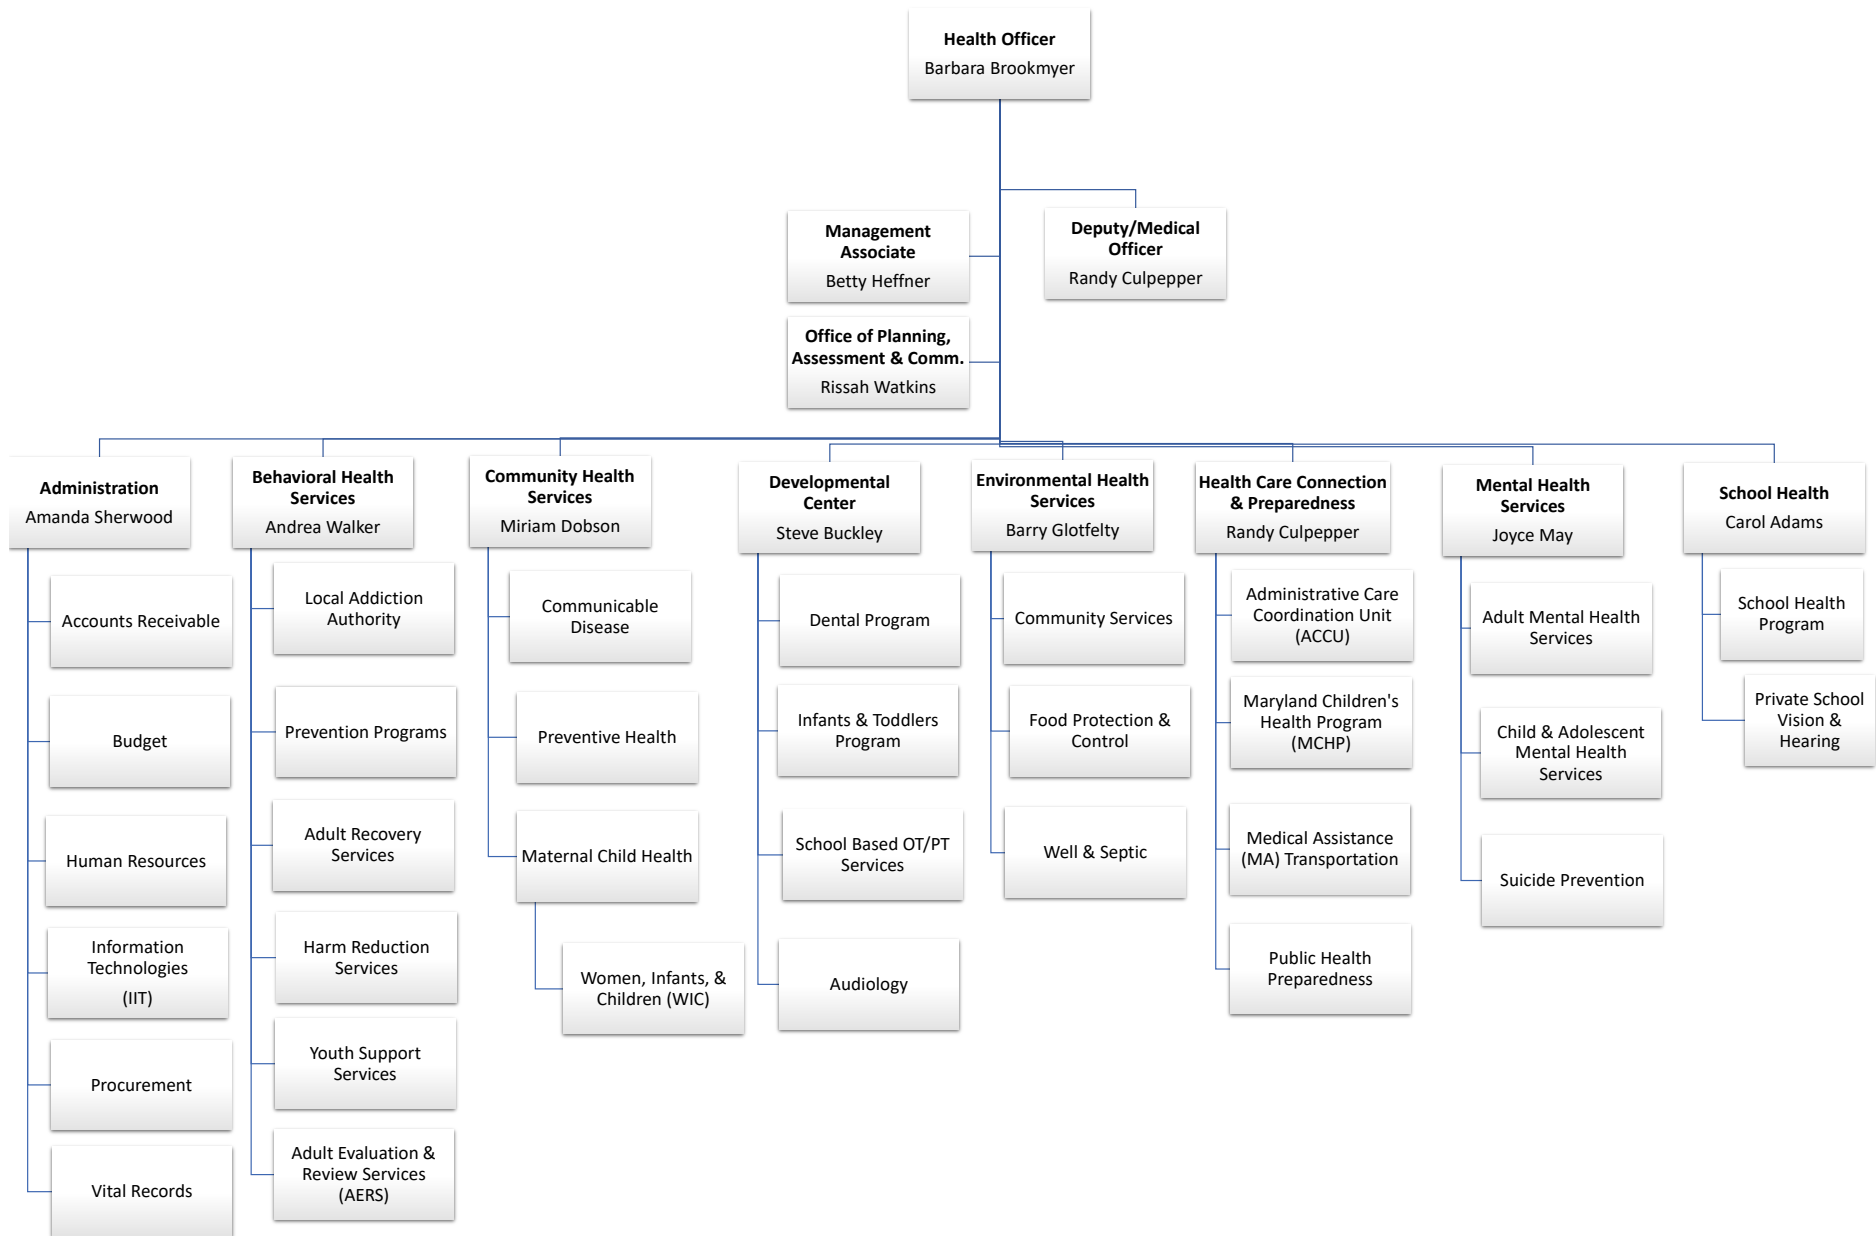 Health Officer
Barbara Brookmyer
Management
Associate
Betty Heffner
Deputy/Medical
Officer
Randy Culpepper
Office of Planning,
Assessment & Comm.
Rissah Watkins
Administration
Amanda Sherwood
Accounts Receivable
Budget
Human Resources
Information
Technologies
(IIT)
Procurement
Vital Records
Behavioral Health
Services
Andrea Walker
Local Addiction
Authority
Prevention Programs
Adult Recovery
Services
Harm Reduction
Services
Youth Support
Services
Adult Evaluation &
Review Services
(AERS)
Community Health
Services
Miriam Dobson
Communicable
Disease
Preventive Health
Maternal Child Health
Women, Infants, &
Children (WIC)
Developmental
Center
Steve Buckley
Dental Program
Infants & Toddlers
Program
School Based OT/PT
Services
Audiology
Environmental Health
Services
Barry Glotfelty
Community Services
Food Protection &
Control
Well & Septic
Health Care Connection
& Preparedness
Randy Culpepper
Administrative Care
Coordination Unit
(ACCU)
Maryland Children's
Health Program
(MCHP)
Medical Assistance
(MA) Transportation
Public Health
Preparedness
Mental Health
Services
Joyce May
Adult Mental Health
Services
Child & Adolescent
Mental Health
Services
Suicide Prevention
School Health
Carol Adams
School Health
Program
Private School
Vision &
Hearing